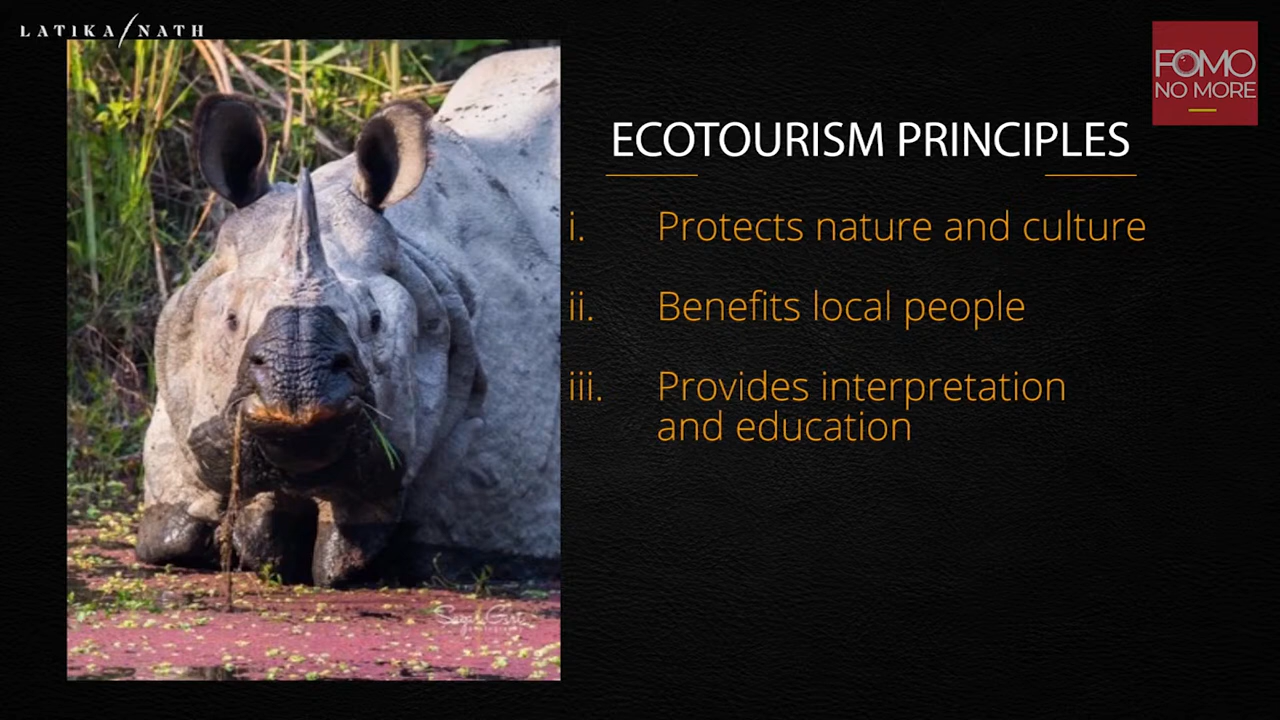 LATIKA/NATH
FOMO
NO MORE
ECOTOURISM PRINCIPLES
i. Protects nature and culture
ii. Benefits local people
iii. Provides interpretation
and education